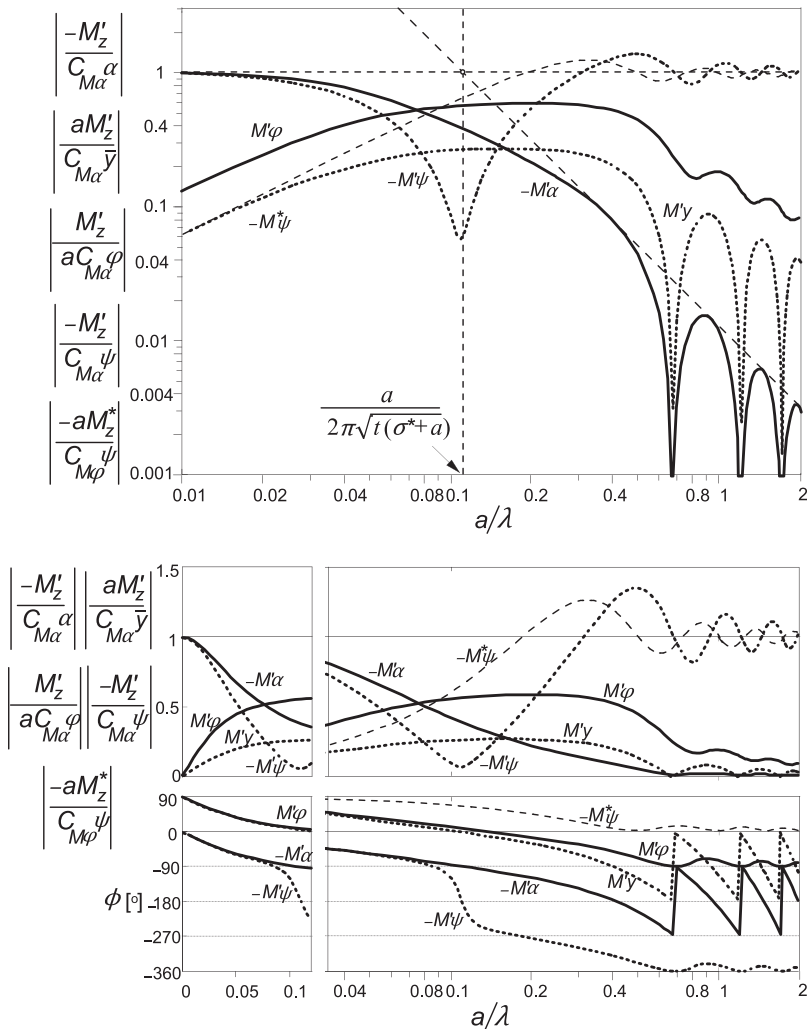 |-M′z / CMα α|
|aM′z / CMα ȳ|
|M′z / aCMα φ|
|-M′z / CMα ψ|
|-aM*z / CMφ ψ|
1
0.4
0.1
0.04
0.01
0.004
0.001
M′φ
-M*ψ
-M′ψ
-M′α
M′y
a / 2π√t(σ*+a)
0.01 0.02 0.04 0.08 0.1 0.2 0.4 0.8 1 2
a/λ
|-M′z / CMα α| |aM′z / CMα ȳ|
|M′z / aCMα φ| |-M′z / CMα ψ|
|-aM*z / CMφ ψ|
1.5
1
0.5
0
-M′α
M′φ
M′y
-M′ψ
-M*ψ
-M′α
M′φ
M′y
-M′ψ
90
0
-90
-180
-270
-360
ϕ [o]
M′φ
-M′α
-M′ψ
-M*ψ
M′φ
M′y
-M′α
-M′ψ
0 0.05 0.1 0.04 0.1 0.2 0.4 0.8 1 2
a/λ